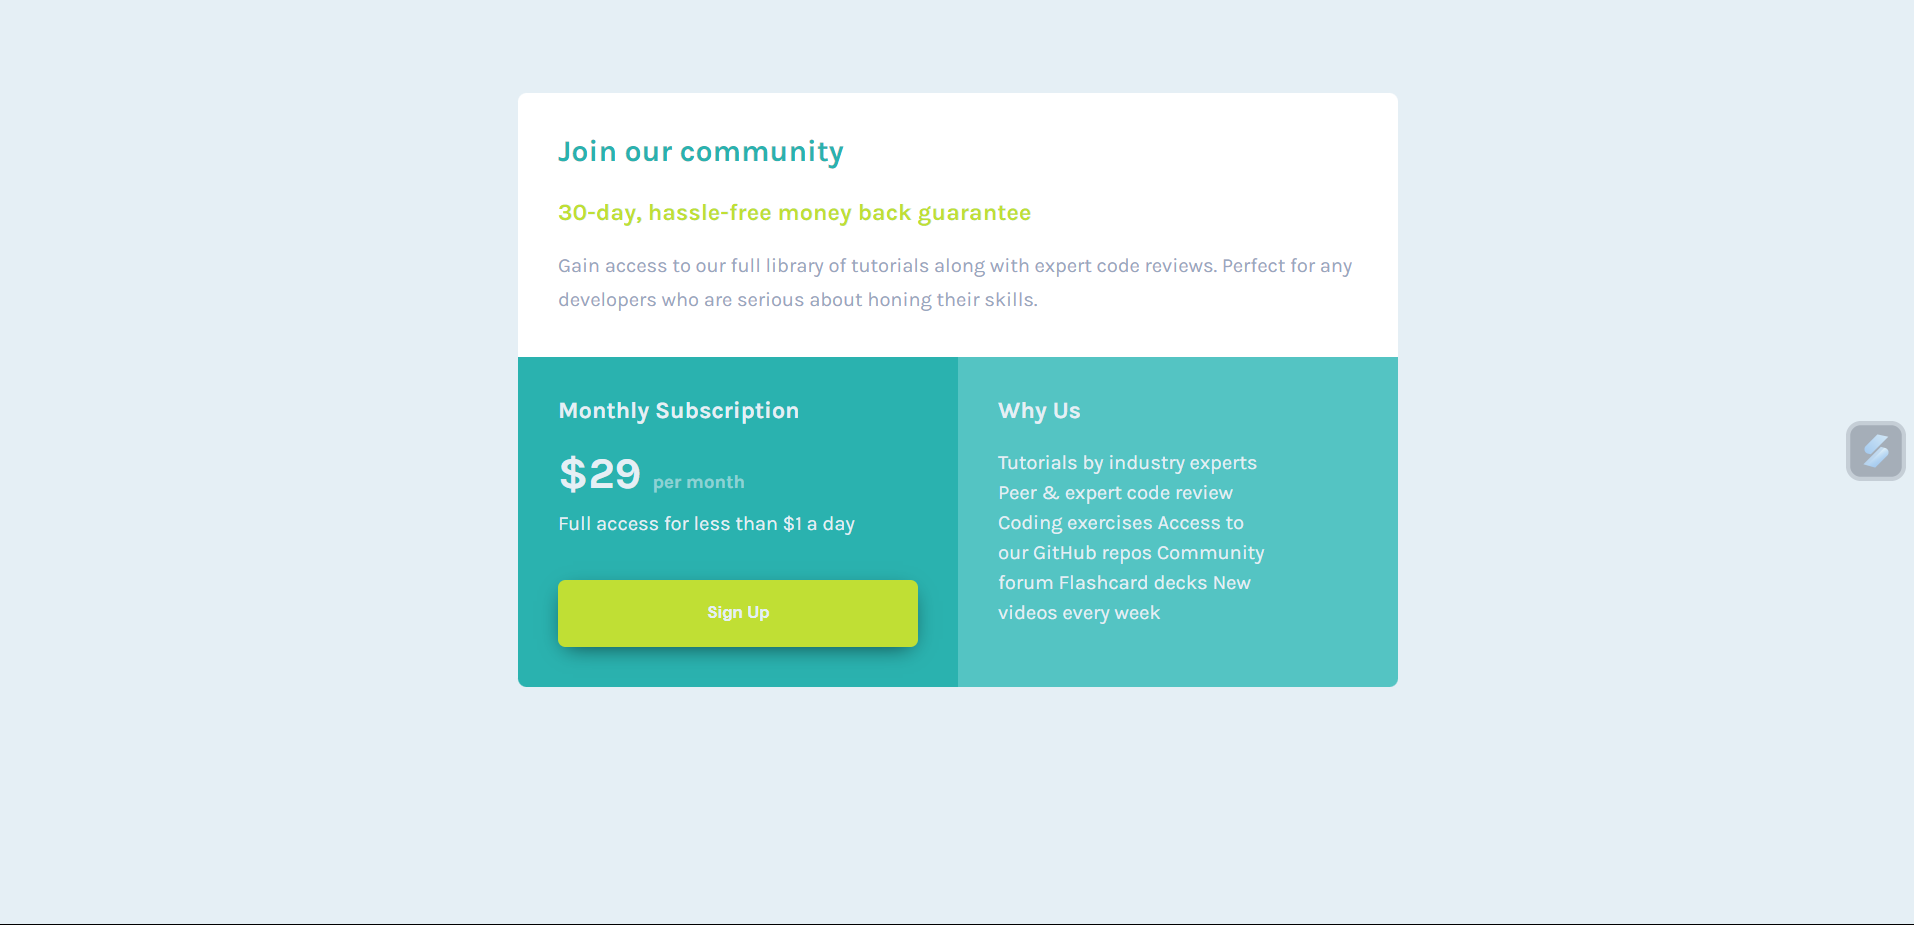 Join our community
30-day, hassle-free money back guarantee
Gain access to our full library of tutorials along with expert code reviews. Perfect for any
developers who are serious about honing their skills.
Monthly Subscription
$29 per month
Full access for less than $1 a day
Sign Up
Why Us
Tutorials by industry experts
Peer & expert code review
Coding exercises Access to
our GitHub repos Community
forum Flashcard decks New
videos every week